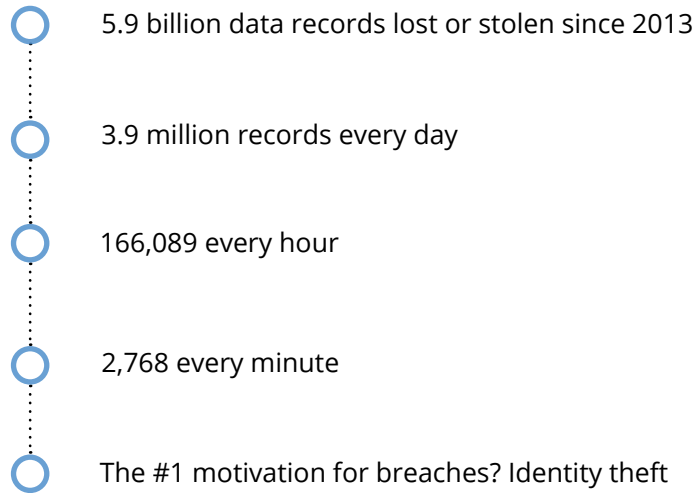 5.9 billion data records lost or stolen since 2013
3.9 million records every day
166,089 every hour
2,768 every minute
The #1 motivation for breaches? Identity theft